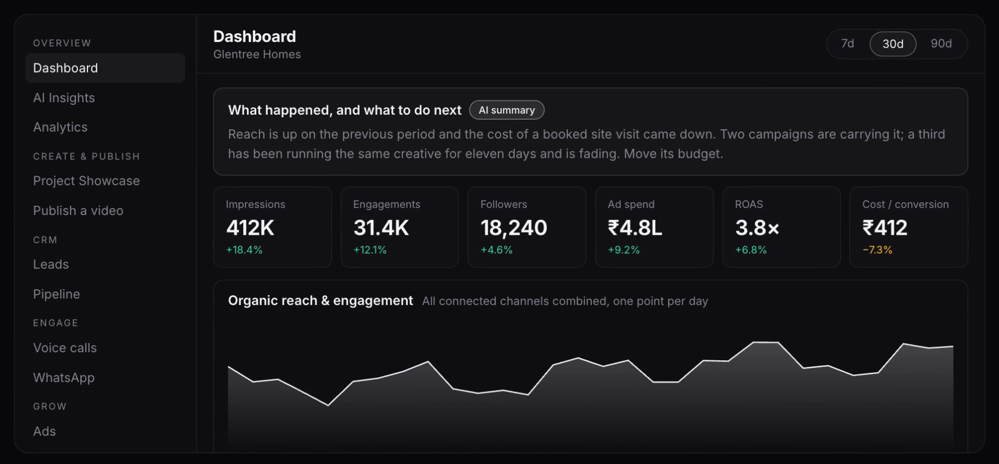 OVERVIEW
Dashboard
AI Insights
Analytics
CREATE & PUBLISH
Project Showcase
Publish a video
CRM
Leads
Pipeline
ENGAGE
Voice calls
WhatsApp
GROW
Ads
Dashboard
Glentree Homes
7d 30d 90d
What happened, and what to do next AI summary
Reach is up on the previous period and the cost of a booked site visit came down. Two campaigns are carrying it; a third
has been running the same creative for eleven days and is fading. Move its budget.
Impressions
412K
+18.4%
Engagements
31.4K
+12.1%
Followers
18,240
+4.6%
Ad spend
₹4.8L
+9.2%
ROAS
3.8×
+6.8%
Cost / conversion
₹412
−7.3%
Organic reach & engagement All connected channels combined, one point per day